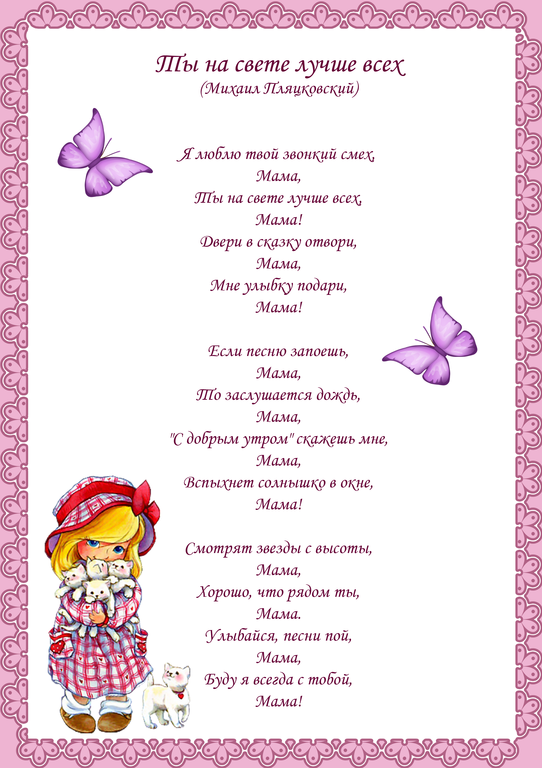 Ты на свете лучше всех
(Михаил Пляцковский)
Я люблю твой звонкий смех,
Мама,
Ты на свете лучше всех,
Мама!
Двери в сказку отвори,
Мама,
Мне улыбку подари,
Мама!
Если песню запоешь,
Мама,
То заслушается дождь,
Мама,
"С добрым утром" скажешь мне,
Мама,
Вспыхнет солнышко в окне,
Мама!
Смотрят звезды с высоты,
Мама,
Хорошо, что рядом ты,
Мама.
Улыбайся, песни пой,
Мама,
Буду я всегда с тобой,
Мама!